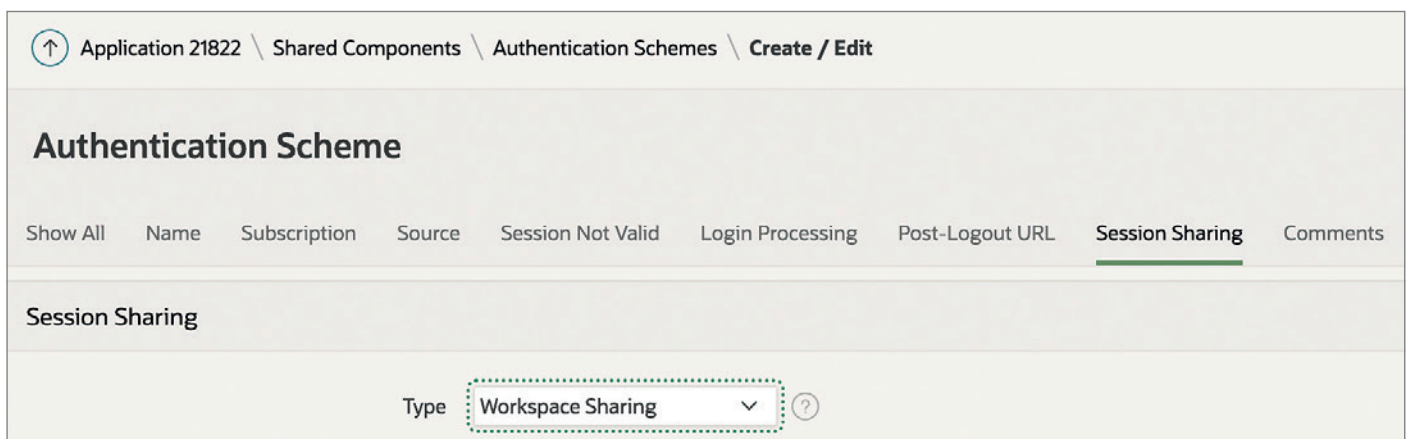 Application 21822 \ Shared Components \ Authentication Schemes \ Create / Edit
Authentication Scheme
Show All Name Subscription Source Session Not Valid Login Processing Post-Logout URL Session Sharing Comments
Session Sharing
Type Workspace Sharing ?